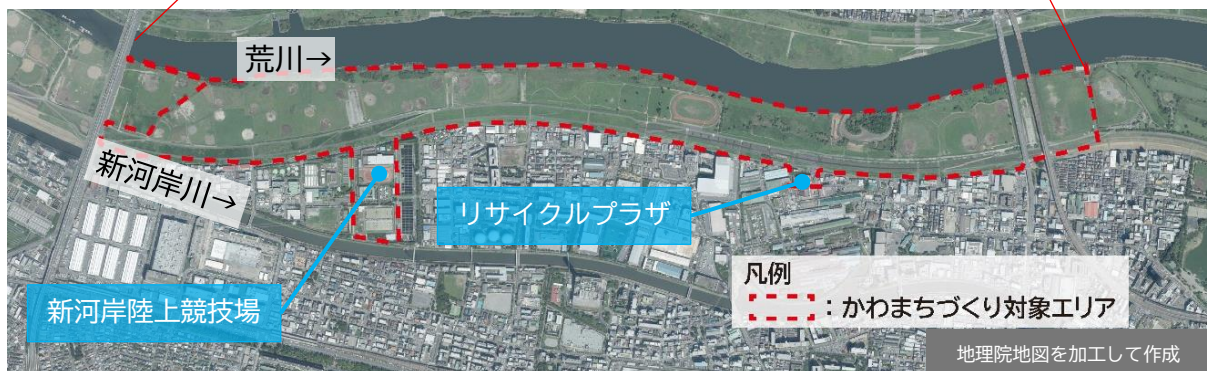 荒川→
新河岸川→
リサイクルプラザ
新河岸陸上競技場
凡例
：かわまちづくり対象エリア
地理院地図を加工して作成